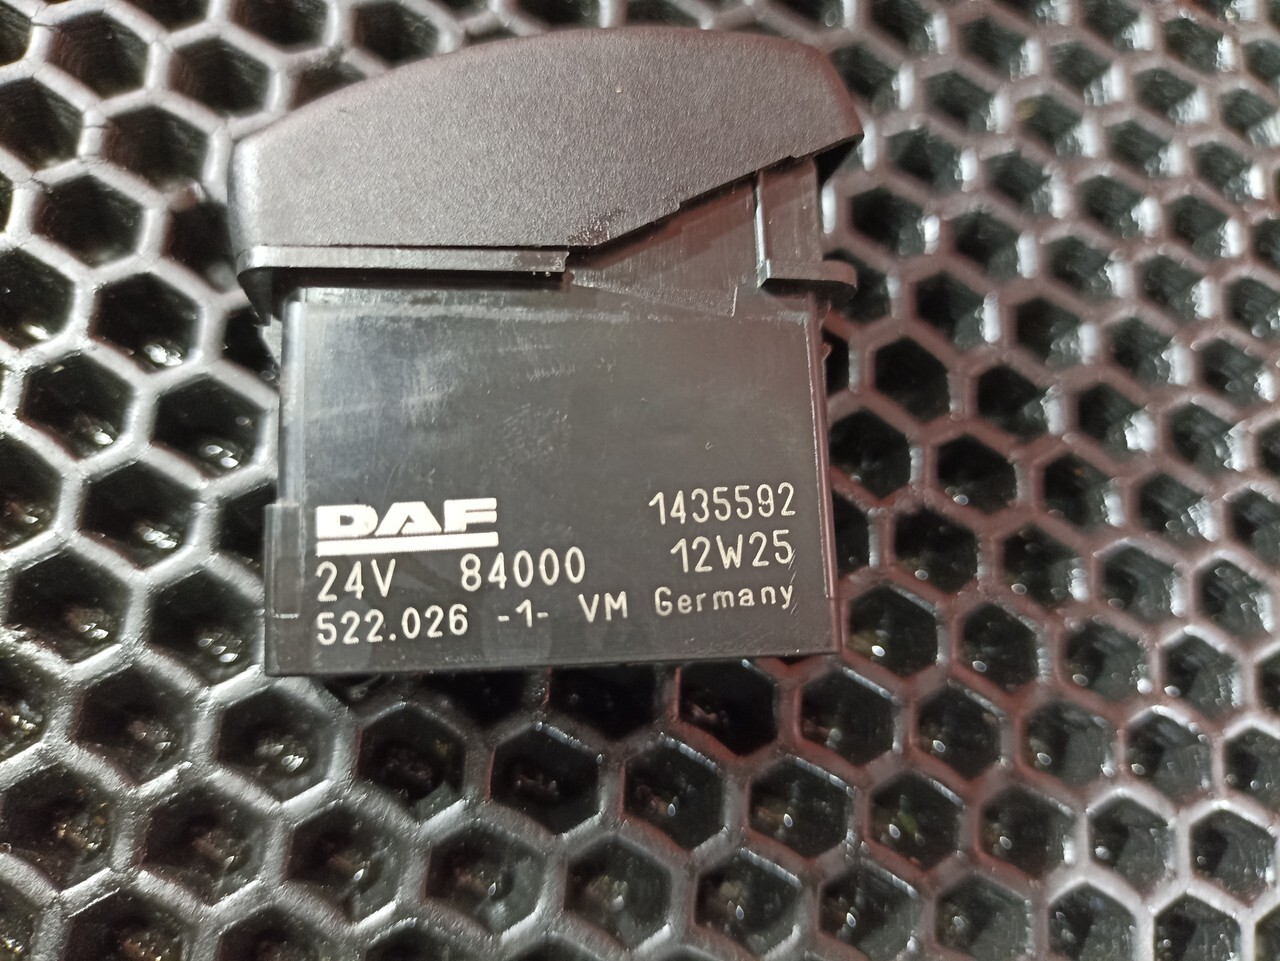 DAF 1435592
24V 84000 12W25
522.026 -1- VM Germany